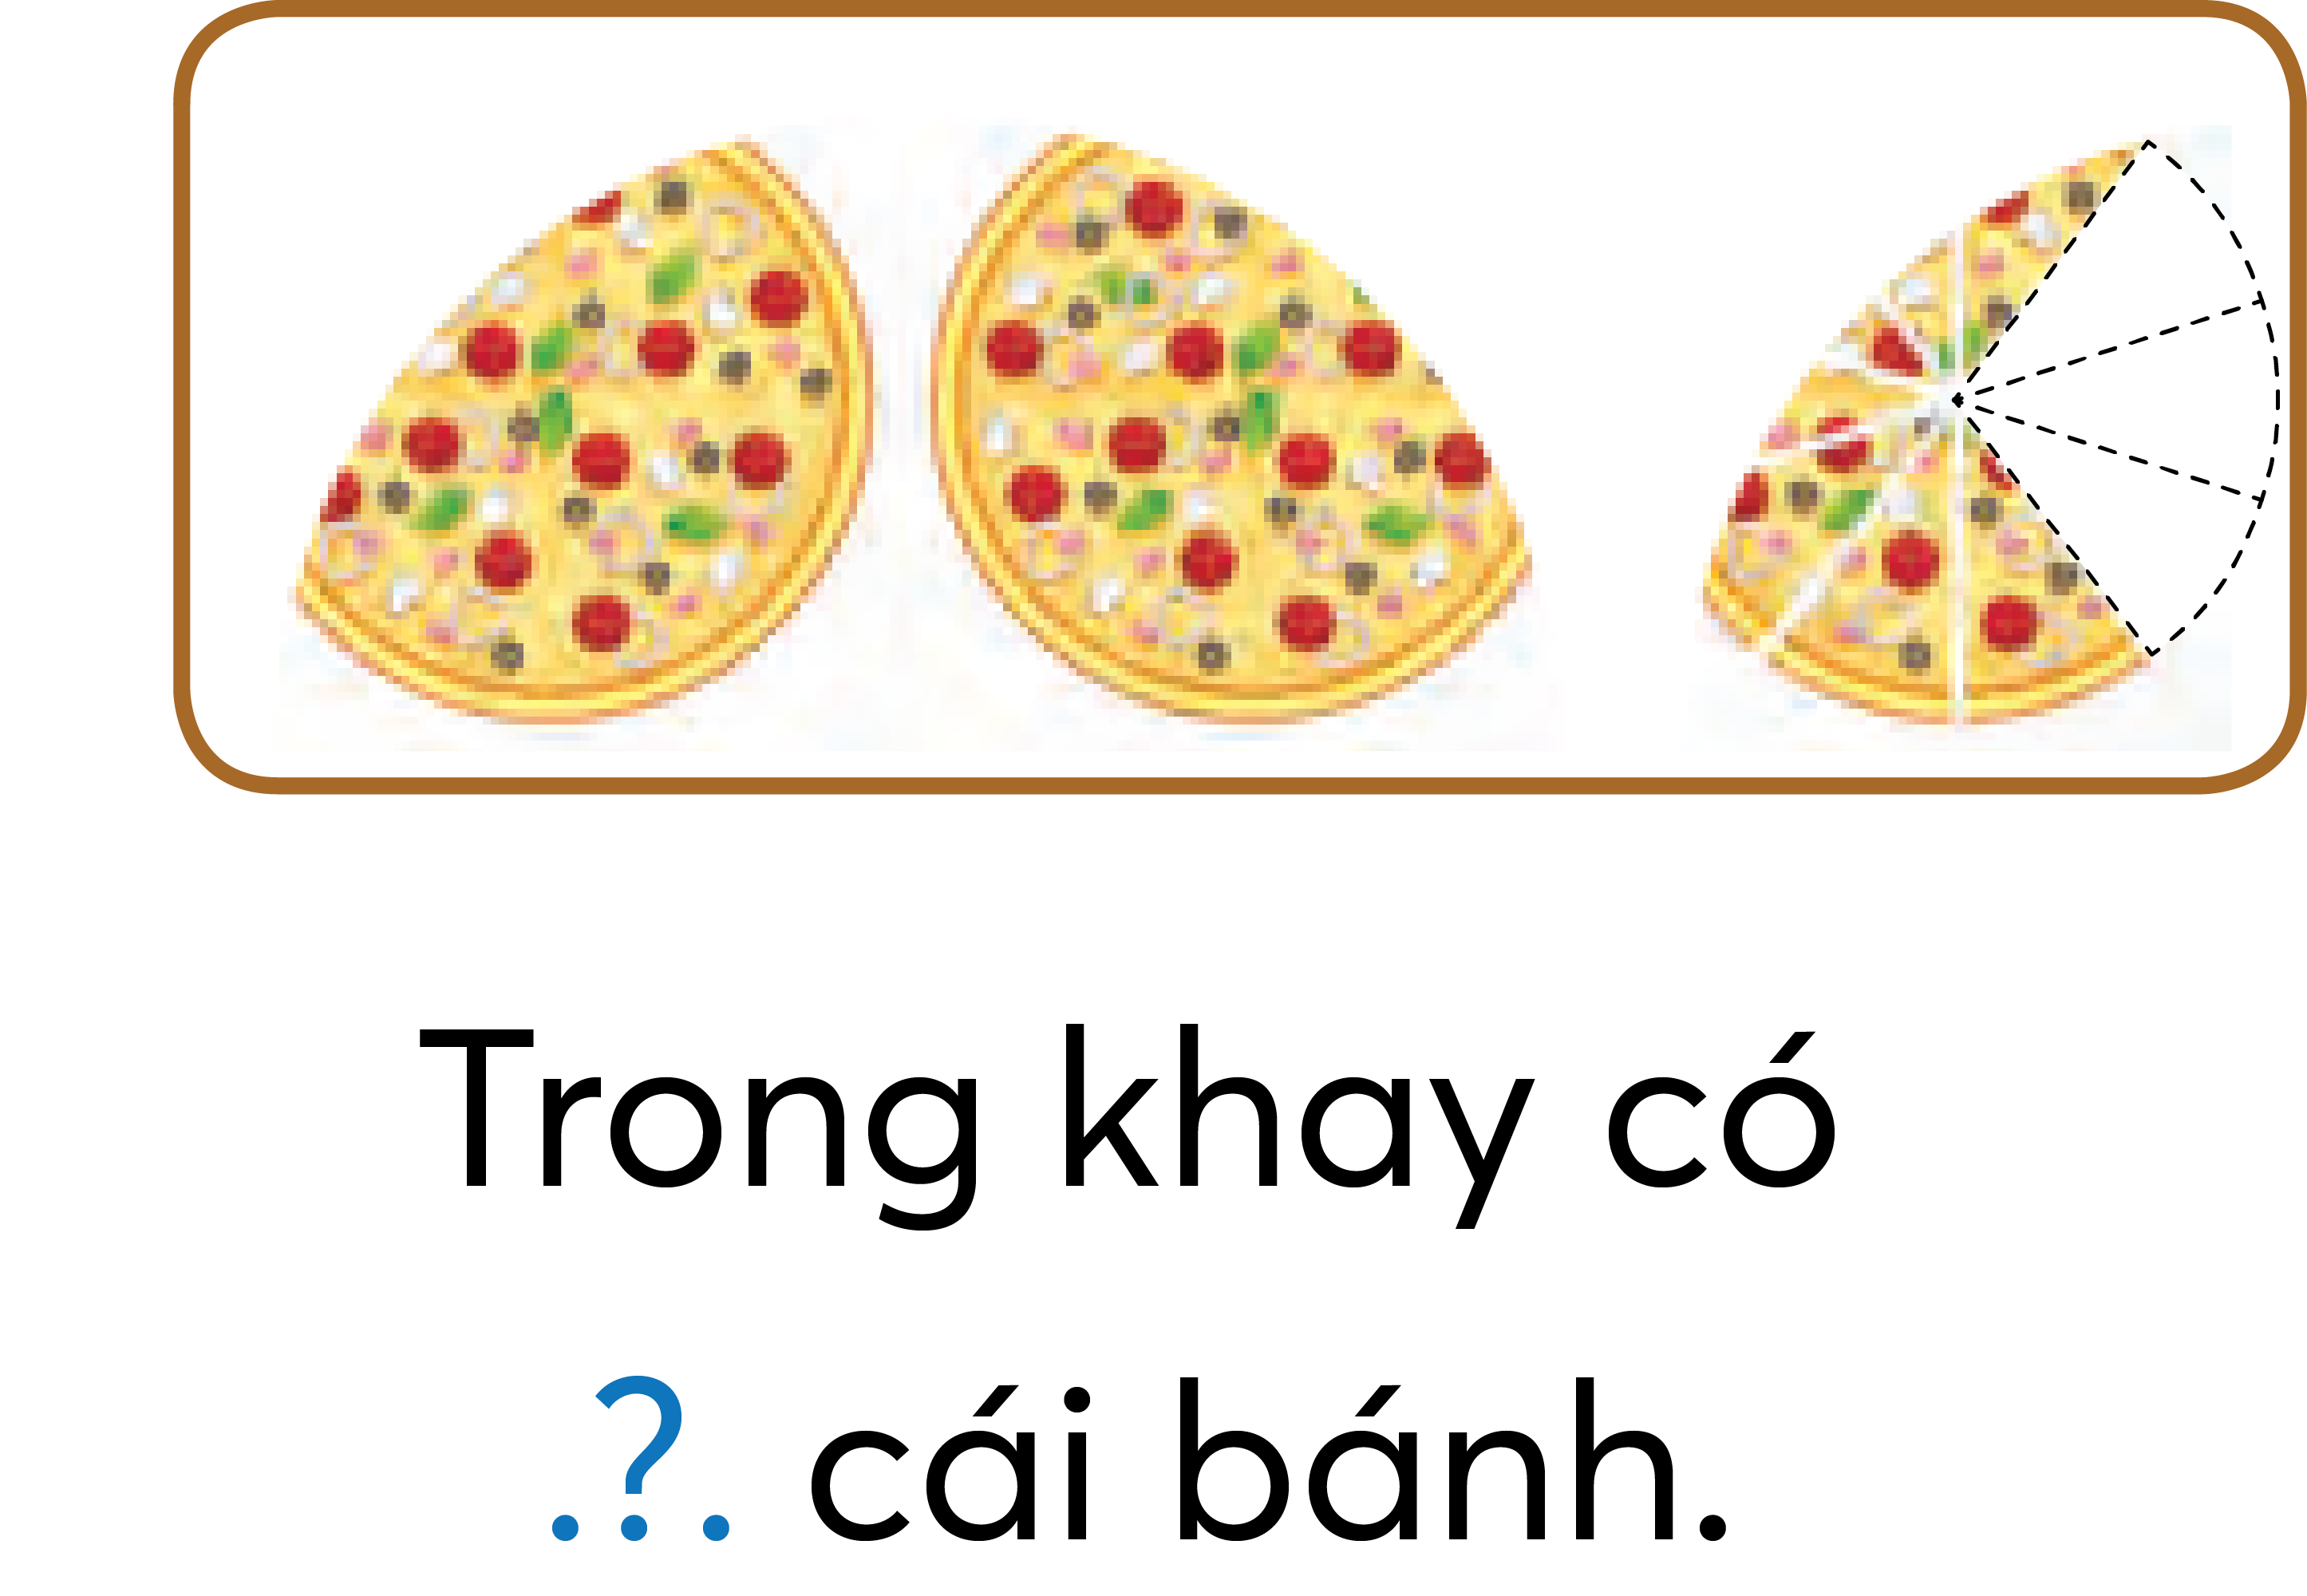 Trong khay có
.?. cái bánh.